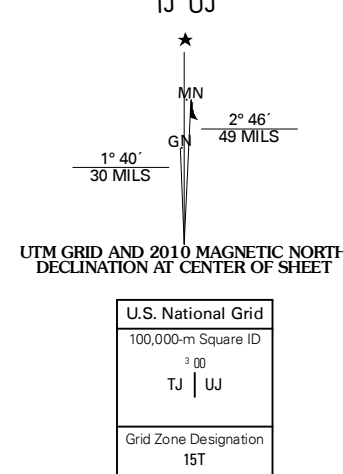 TJ UJ
MN
2° 46´
49 MILS
GN
1° 40´
30 MILS
UTM GRID AND 2010 MAGNETIC NORTH
DECLINATION AT CENTER OF SHEET
U.S. National Grid
100,000-m Square ID
3 00
TJ UJ
Grid Zone Designation
15T